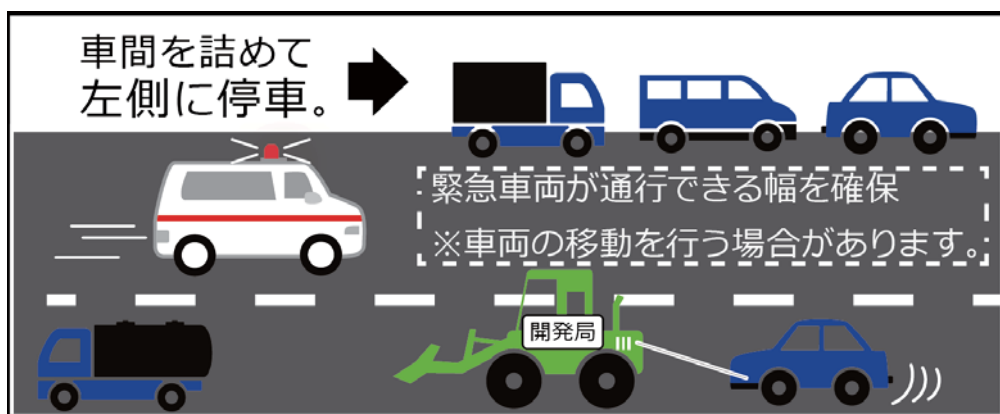 車間を詰めて
左側に停車。
緊急車両が通行できる幅を確保
※車両の移動を行う場合があります。
開発局